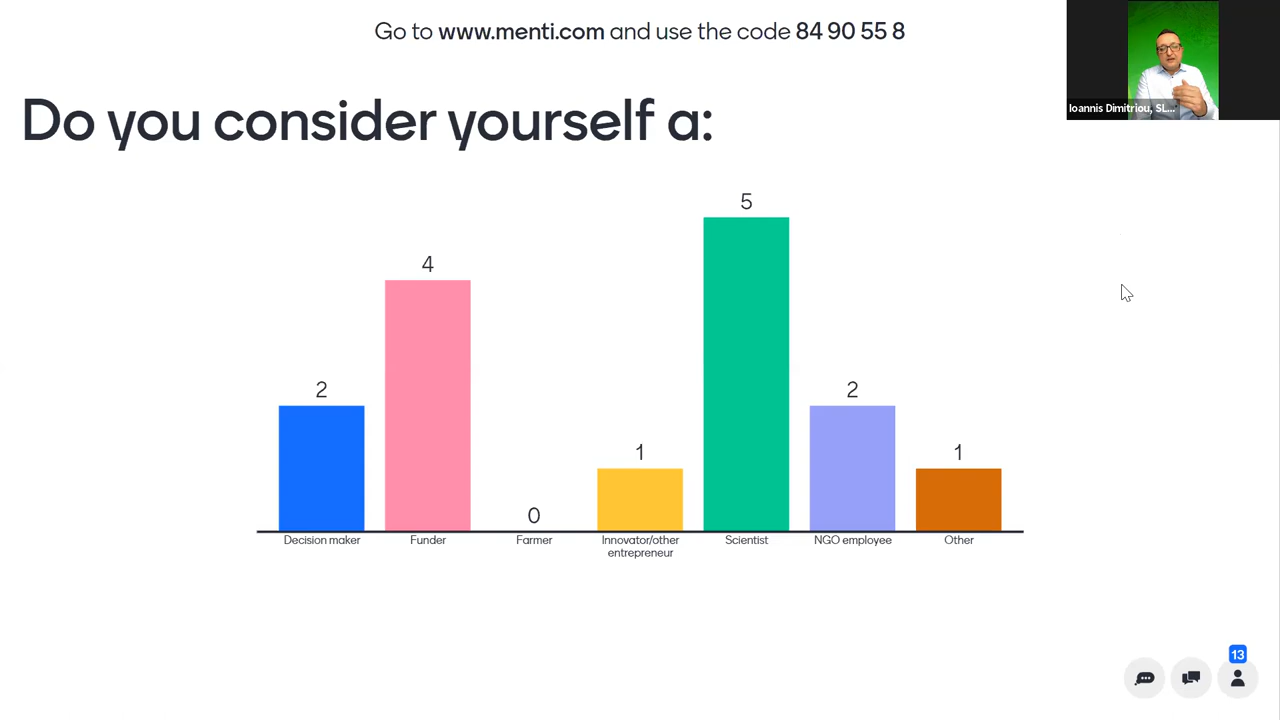 Go to www.menti.com and use the code 84 90 55 8
Ioannis Dimitriou, SL...
Do you consider yourself a:
5
4
2
2
1
1
0
Decision maker
Funder
Farmer
Innovator/other
entrepreneur
Scientist
NGO employee
Other
13